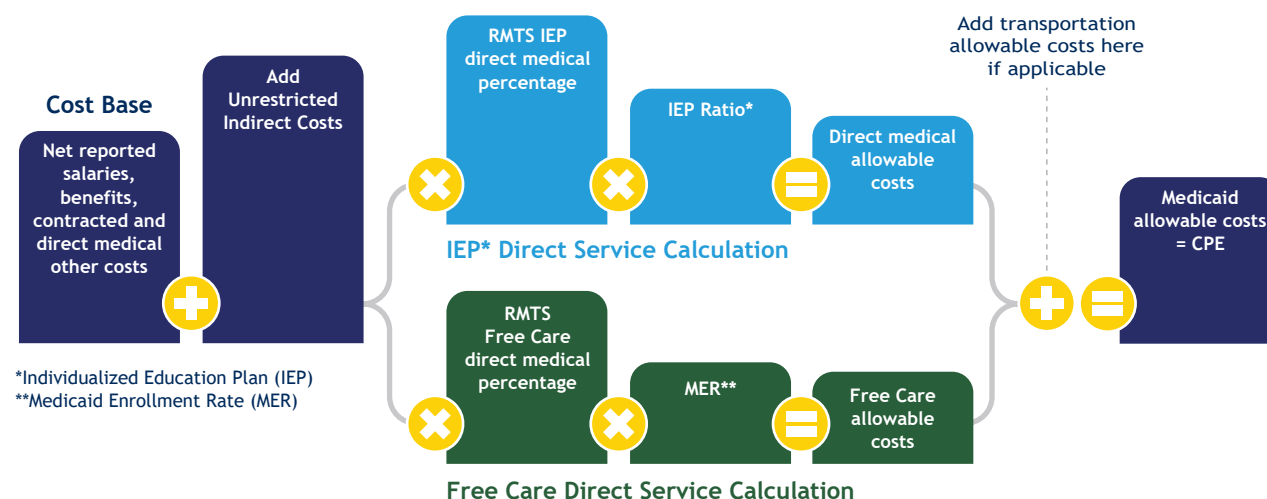 Cost Base
Net reported
salaries,
benefits,
contracted and
direct medical
other costs
Add
Unrestricted
Indirect Costs
RMTS IEP
direct medical
percentage
IEP Ratio*
Direct medical
allowable
costs
IEP* Direct Service Calculation
RMTS
Free Care
direct medical
percentage
MER**
Free Care
allowable
costs
Free Care Direct Service Calculation
Add transportation
allowable costs here
if applicable
Medicaid
allowable costs
= CPE
*Individualized Education Plan (IEP)
**Medicaid Enrollment Rate (MER)